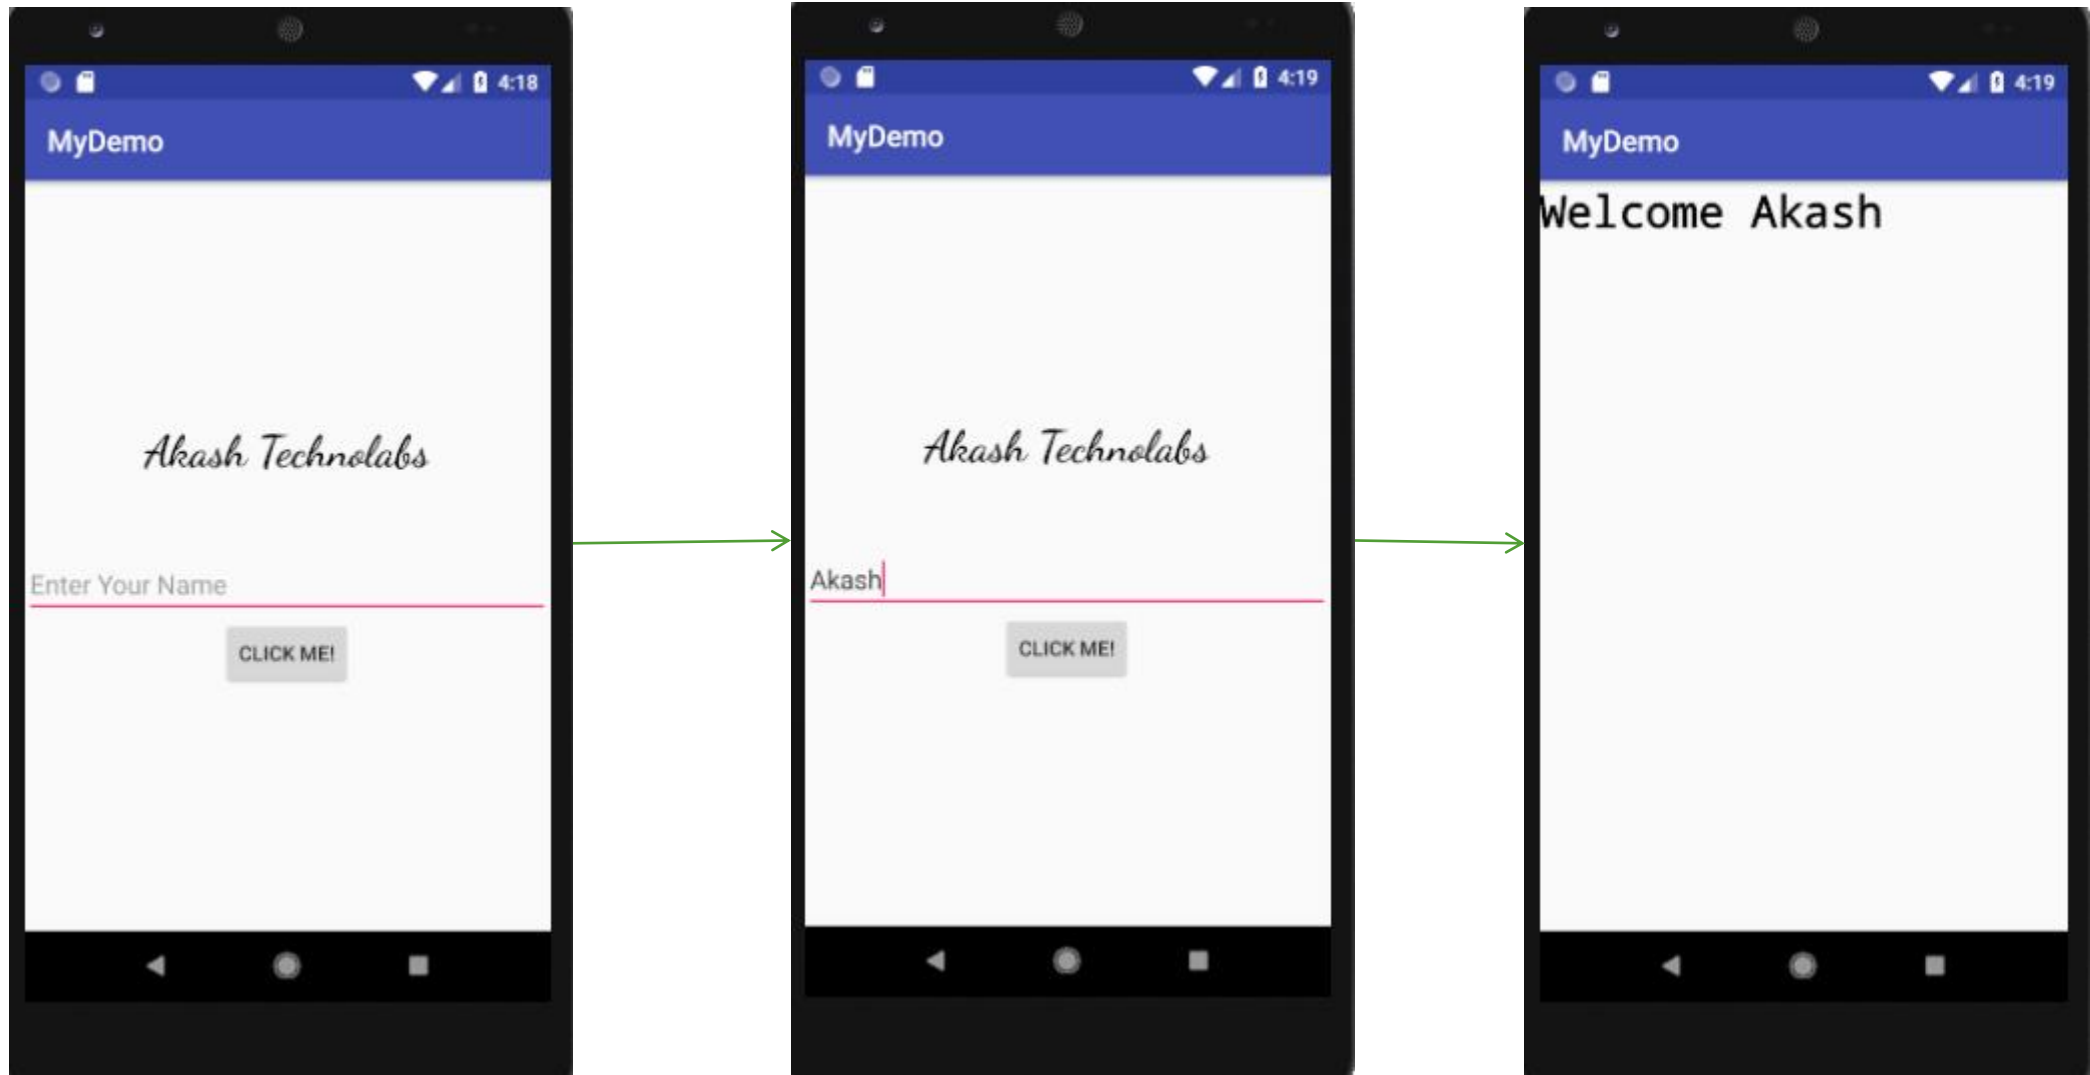 4:18
MyDemo
Akash Technolabs
Enter Your Name
CLICK ME!
4:19
MyDemo
Akash Technolabs
Akash
CLICK ME!
4:19
MyDemo
Welcome Akash